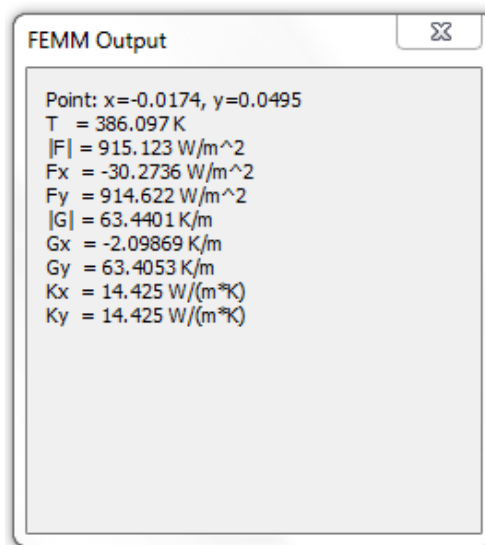 FEMM Output
Point: x=-0.0174, y=0.0495
T = 386.097 K
|F| = 915.123 W/m^2
Fx = -30.2736 W/m^2
Fy = 914.622 W/m^2
|G| = 63.4401 K/m
Gx = -2.09869 K/m
Gy = 63.4053 K/m
Kx = 14.425 W/(m*K)
Ky = 14.425 W/(m*K)